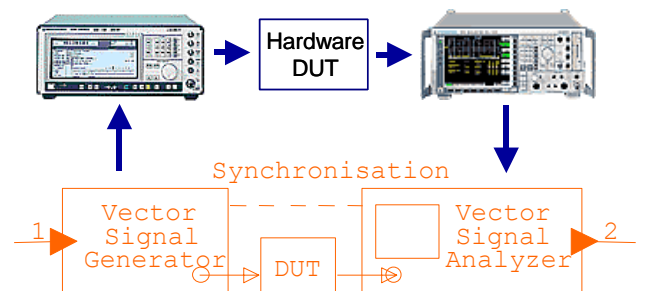 Hardware
DUT
Synchronisation
1
Vector
Signal
Generator
DUT
Vector
Signal
Analyzer
2